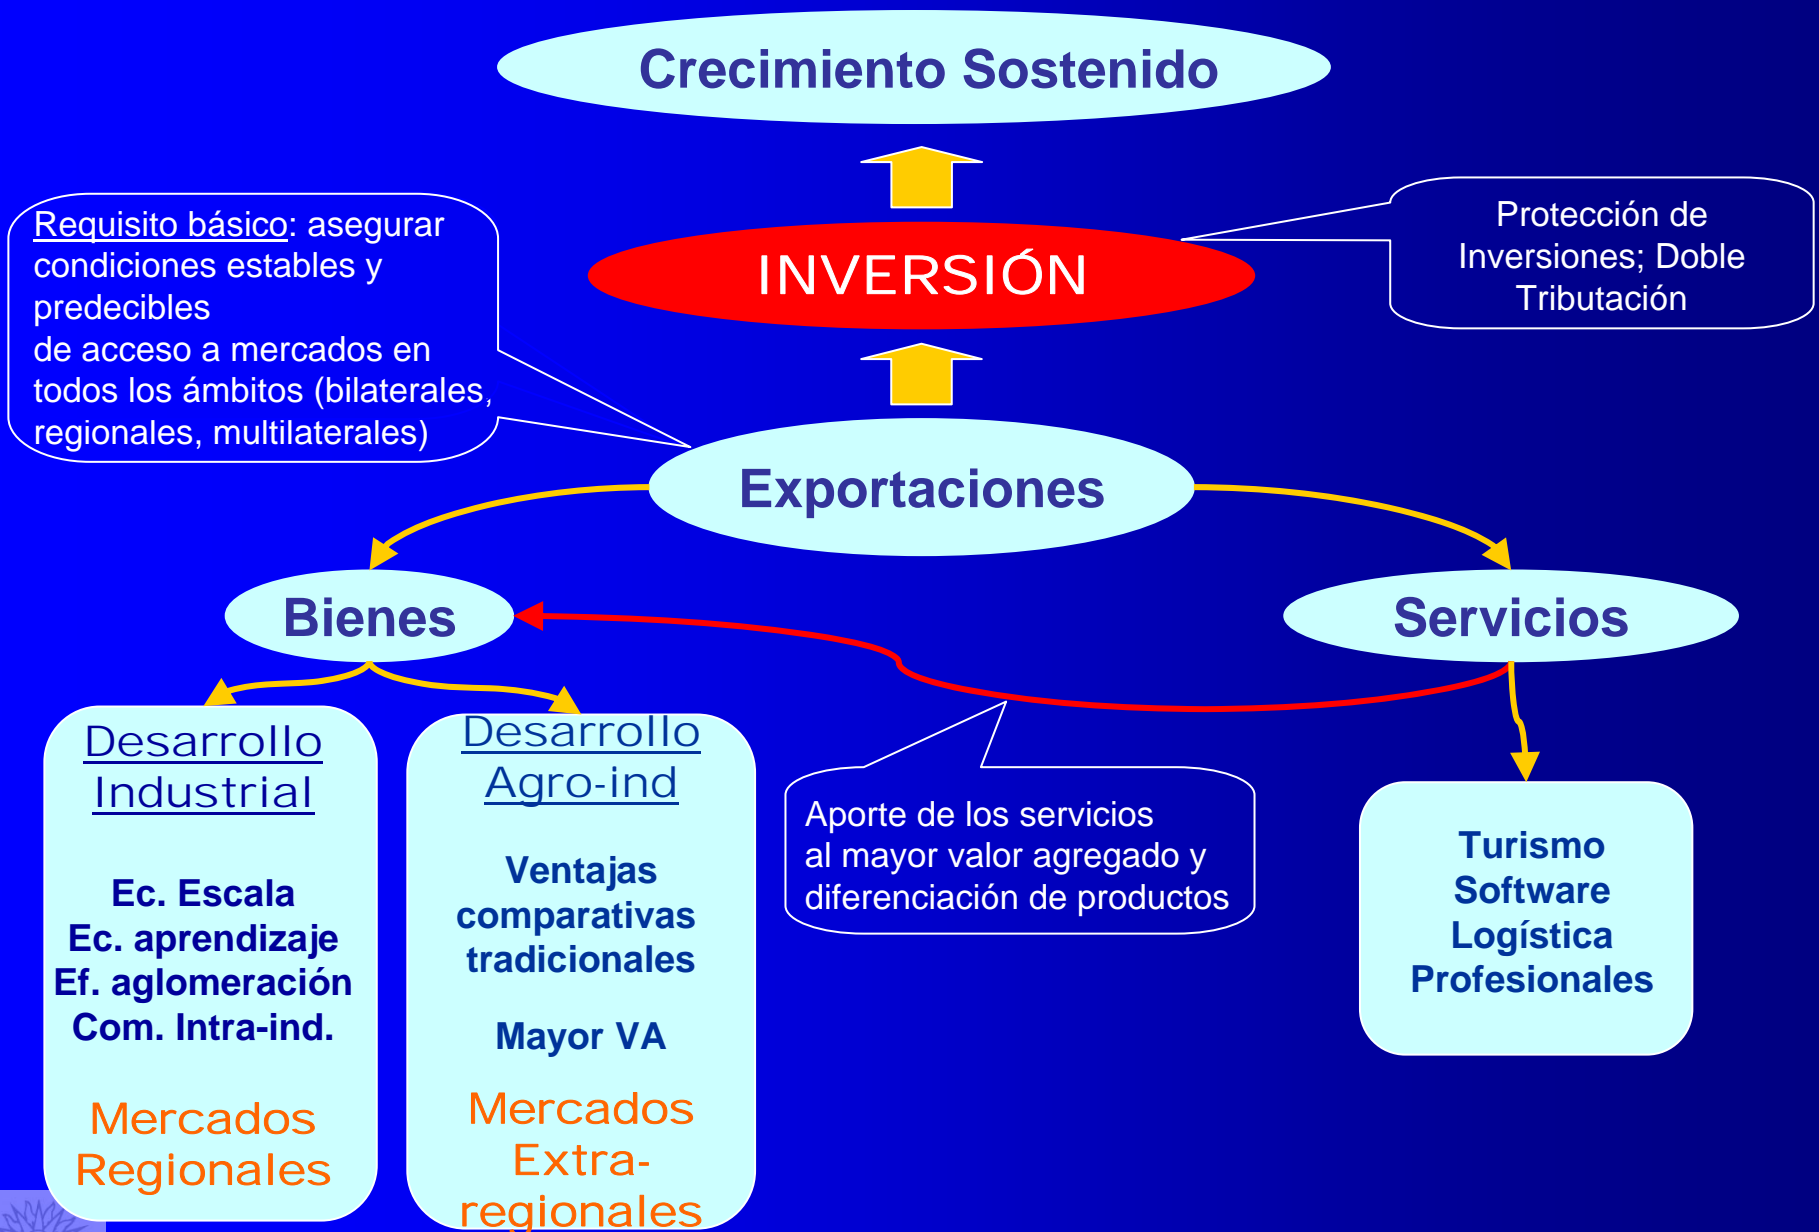 Crecimiento Sostenido
Requisito básico: asegurar
condiciones estables y
predecibles
de acceso a mercados en
todos los ámbitos (bilaterales,
regionales, multilaterales)
INVERSIÓN
Protección de
Inversiones; Doble
Tributación
Exportaciones
Bienes
Servicios
Desarrollo
Industrial
Ec. Escala
Ec. aprendizaje
Ef. aglomeración
Com. Intra-ind.
Mercados
Regionales
Desarrollo
Agro-ind
Ventajas
comparativas
tradicionales
Mayor VA
Mercados
Extra-
regionales
Aporte de los servicios
al mayor valor agregado y
diferenciación de productos
Turismo
Software
Logística
Profesionales